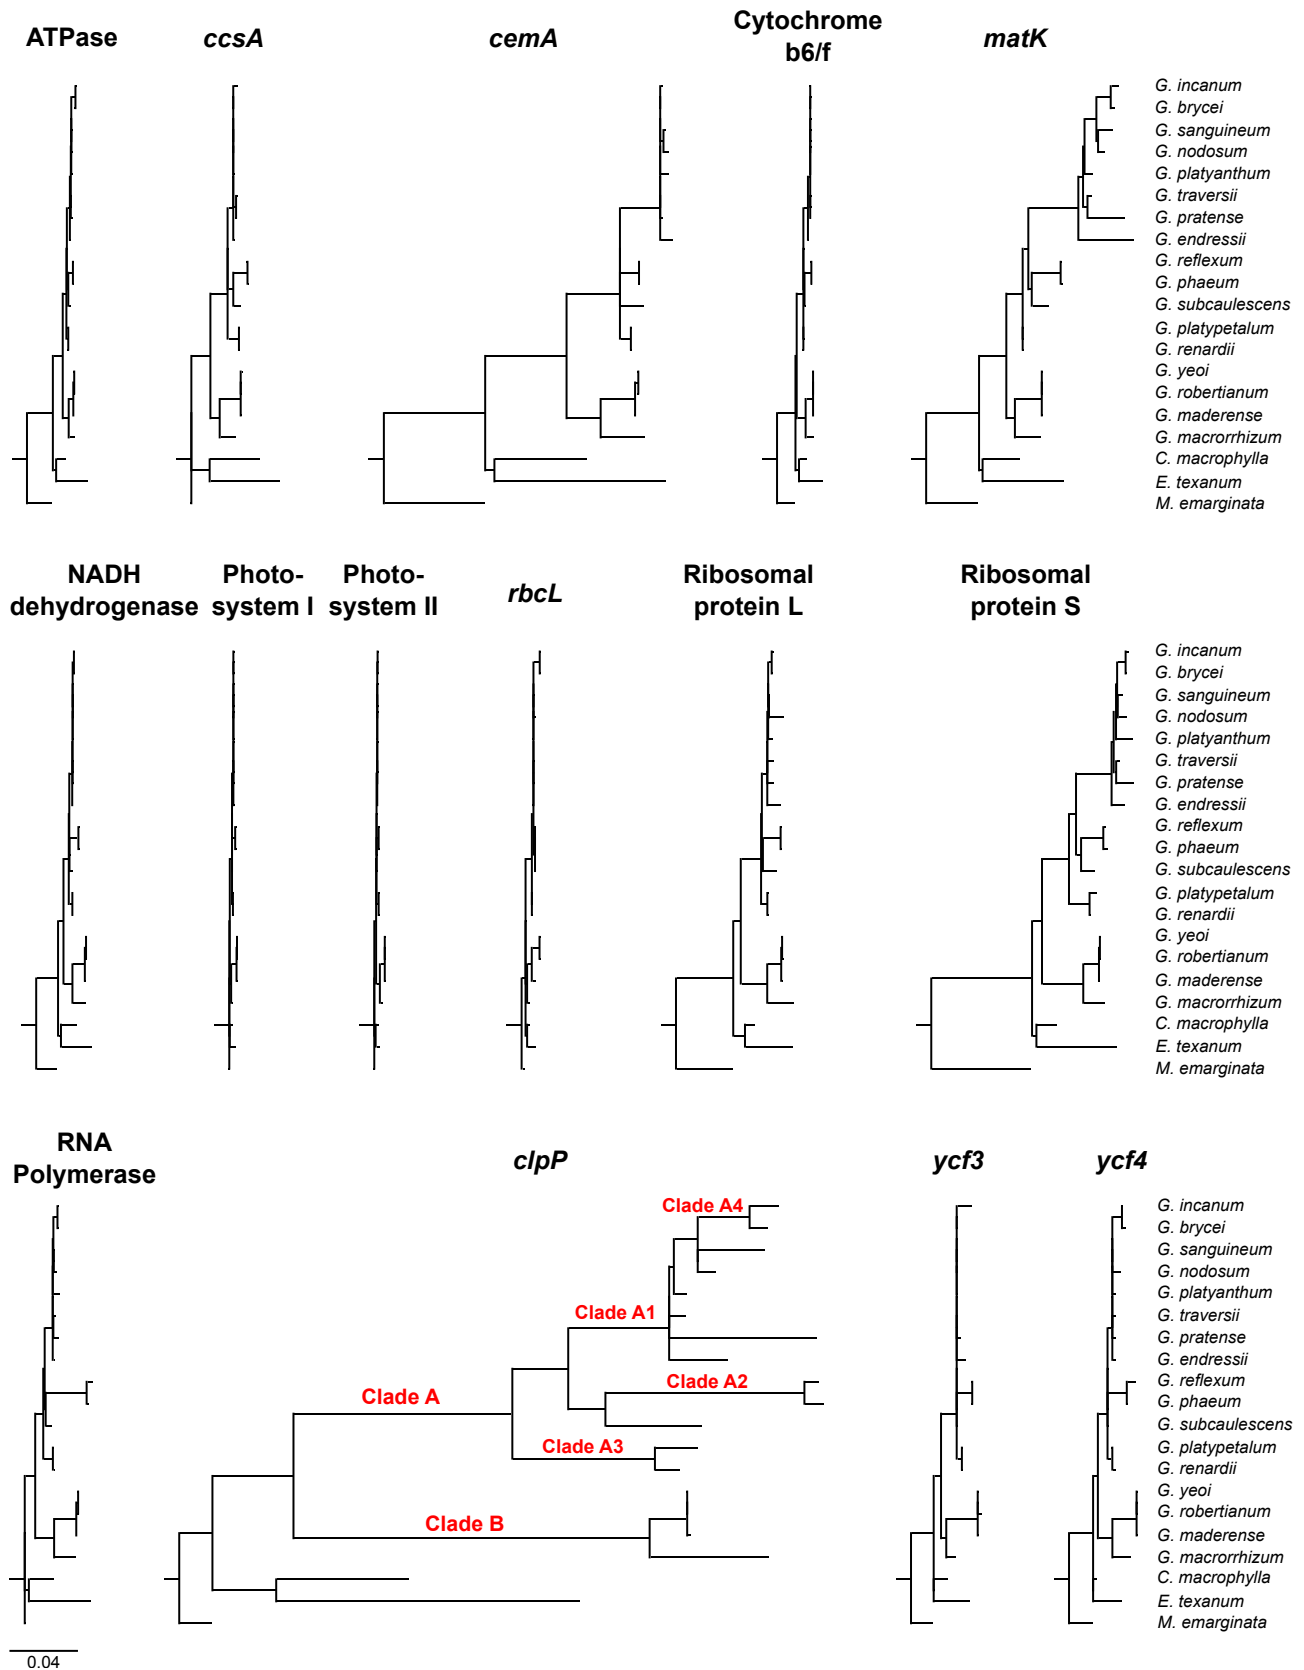 ATPase
ccsA
cemA
Cytochrome
b6/f
matK
G. incanum
G. brycei
G. sanguineum
G. nodosum
G. platyanthum
G. traversii
G. pratense
G. endressii
G. reflexum
G. phaeum
G. subcaulescens
G. platypetalum
G. renardii
G. yeoi
G. robertianum
G. maderense
G. macrorrhizum
C. macrophylla
E. texanum
M. emarginata
NADH
dehydrogenase
Photo-
system I
Photo-
system II
rbcL
Ribosomal
protein L
Ribosomal
protein S
G. incanum
G. brycei
G. sanguineum
G. nodosum
G. platyanthum
G. traversii
G. pratense
G. endressii
G. reflexum
G. phaeum
G. subcaulescens
G. platypetalum
G. renardii
G. yeoi
G. robertianum
G. maderense
G. macrorrhizum
C. macrophylla
E. texanum
M. emarginata
RNA
Polymerase
clpP
ycf3
ycf4
Clade A4
Clade A1
Clade A2
Clade A
Clade A3
Clade B
G. incanum
G. brycei
G. sanguineum
G. nodosum
G. platyanthum
G. traversii
G. pratense
G. endressii
G. reflexum
G. phaeum
G. subcaulescens
G. platypetalum
G. renardii
G. yeoi
G. robertianum
G. maderense
G. macrorrhizum
C. macrophylla
E. texanum
M. emarginata
0.04